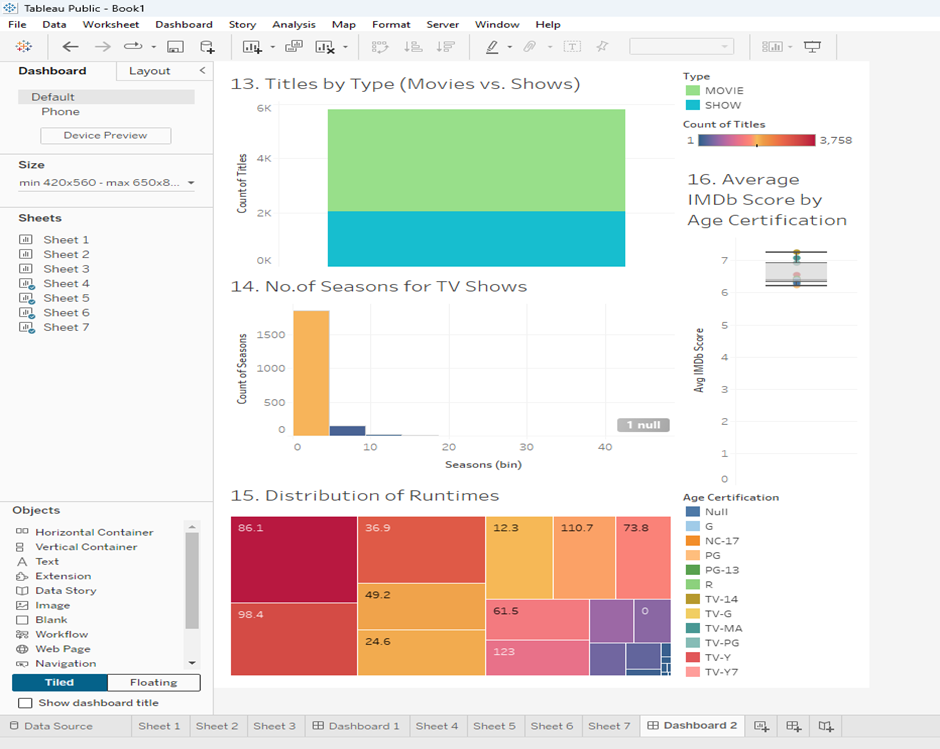 Tableau Public - Book1
File Data Worksheet Dashboard Story Analysis Map Format Server Window Help
Dashboard Layout <
Default
Phone
Device Preview
Size
min 420x560 - max 650x8...
Sheets
Sheet 1
Sheet 2
Sheet 3
Sheet 4
Sheet 5
Sheet 6
Sheet 7
Objects
Horizontal Container
Vertical Container
Text
Extension
Data Story
Image
Blank
Workflow
Web Page
Navigation
Tiled Floating
Show dashboard title
13. Titles by Type (Movies vs. Shows)
Count of Titles
6K
4K
2K
0K
14. No.of Seasons for TV Shows
Count of Seasons
1500
1000
500
0
1 null
0 10 20 30 40
Seasons (bin)
15. Distribution of Runtimes
86.1 36.9 12.3 110.7 73.8
49.2
98.4 61.5 0
24.6
123
Type
MOVIE
SHOW
Count of Titles
1 3,758
16. Average
IMDb Score by
Age Certification
Avg IMDb Score
7
6
5
4
3
2
1
0
Age Certification
Null
G
NC-17
PG
PG-13
R
TV-14
TV-G
TV-MA
TV-PG
TV-Y
TV-Y7
Data Source Sheet 1 Sheet 2 Sheet 3 Dashboard 1 Sheet 4 Sheet 5 Sheet 6 Sheet 7 Dashboard 2